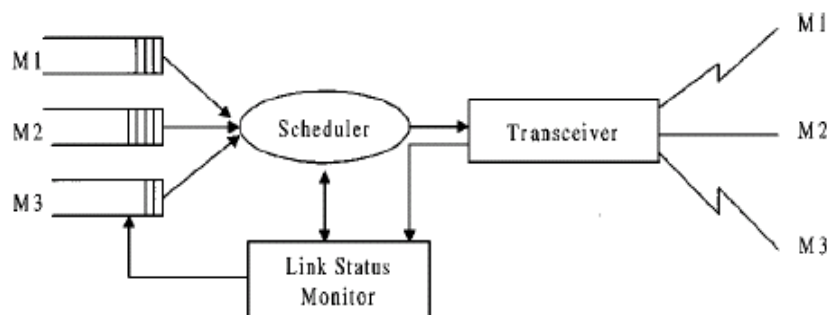 M1
M1
M2
Scheduler
Transceiver
M2
M3
Link Status
Monitor
M3